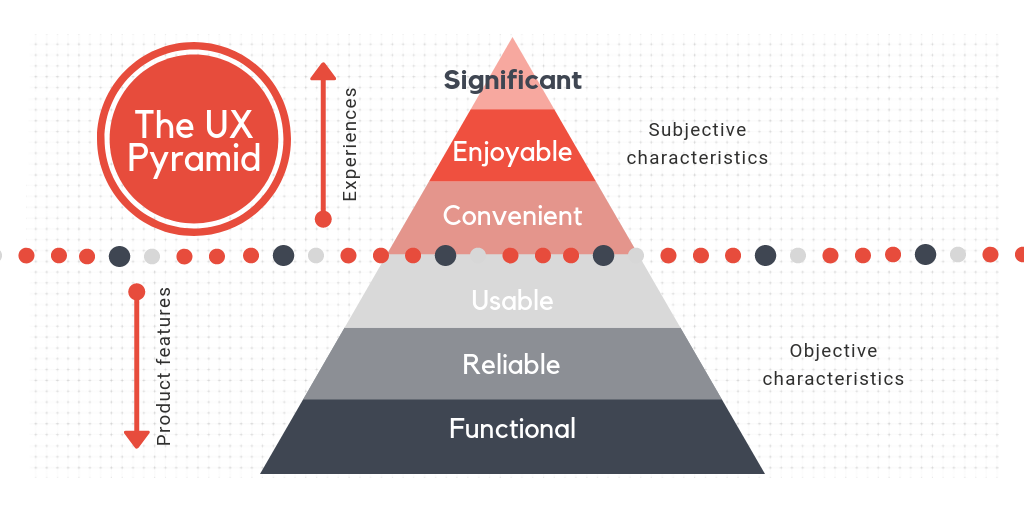 The UX
Pyramid
Experiences
Significant
Enjoyable
Convenient
Subjective
characteristics
Product features
Usable
Reliable
Functional
Objective
characteristics